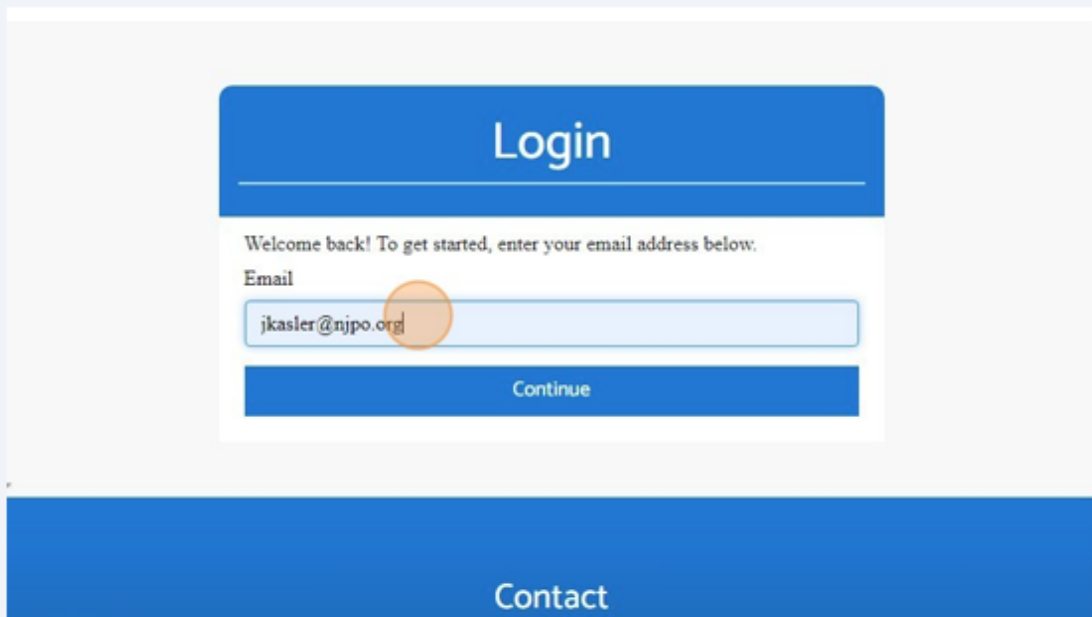 Login
Welcome back! To get started, enter your email address below.
Email
jkasler@njpo.org
Continue
Contact